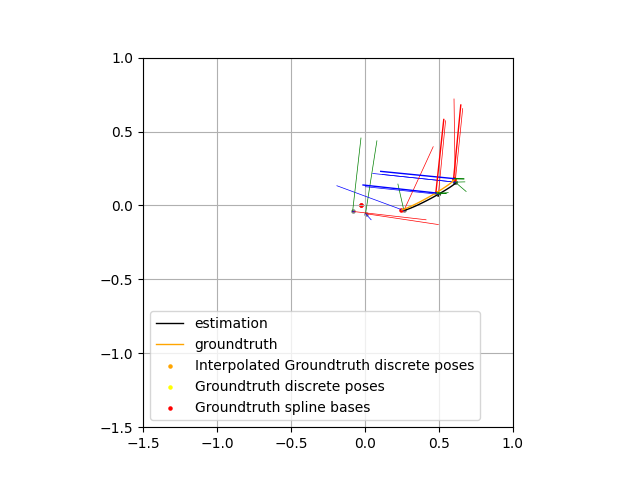 1.0
0.5
0.0
−0.5
−1.0
−1.5
estimation
groundtruth
Interpolated Groundtruth discrete poses
Groundtruth discrete poses
Groundtruth spline bases
−1.5 −1.0 −0.5 0.0 0.5 1.0